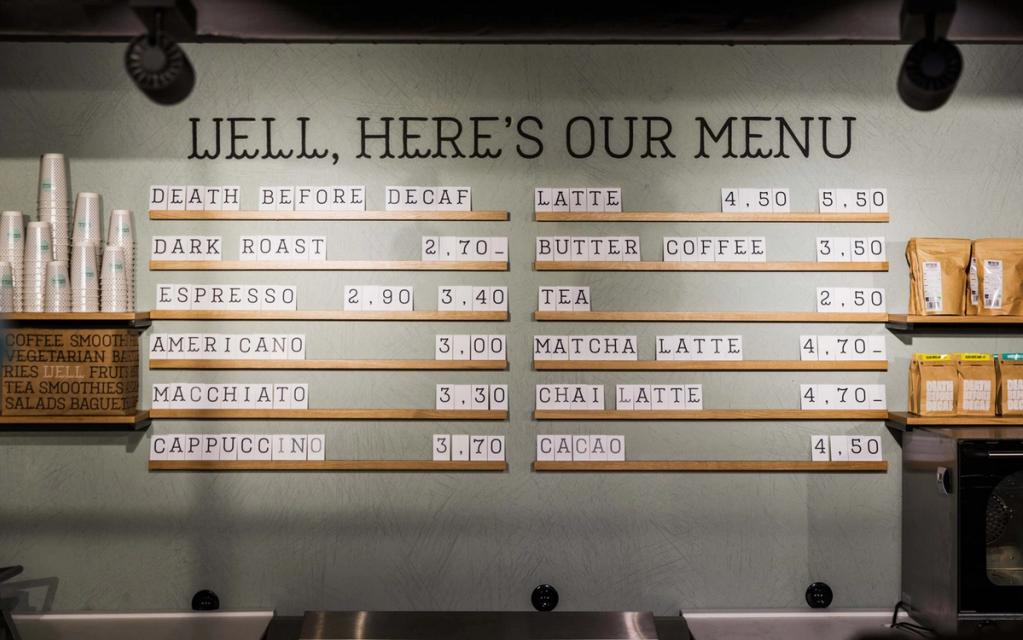 WELL, HERE'S OUR MENU
DEATH BEFORE DECAF
DARK ROAST 2,70–
ESPRESSO 2,90 3,40
AMERICANO 3,00
MACCHIATO 3,30
CAPPUCCINO 3,70
LATTE 4,50 5,50
BUTTER COFFEE 3,50
TEA 2,50
MATCHA LATTE 4,70–
CHAI LATTE 4,70–
CACAO 4,50
COFFEE SMOOTH
VEGETARIAN
RIES WELL FRUI
TEA SMOOTHIES
SALADS BAGUET
DEATH
DEATH